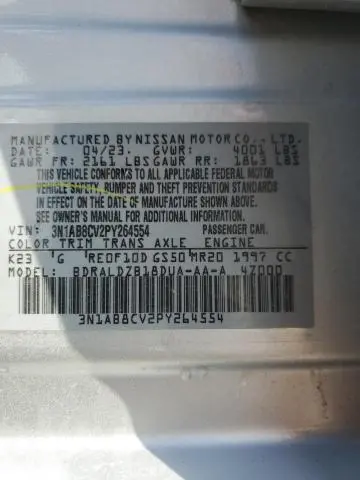 MANUFACTURED BY NISSAN MOTOR CO., LTD.
DATE: 04/23. GVWR: 4001 LBS
GAWR FR: 2161 LBS GAWR RR: 1863 LBS
THIS VEHICLE CONFORMS TO ALL APPLICABLE FEDERAL MOTOR
VEHICLE SAFETY, BUMPER AND THEFT PREVENTION STANDARDS
IN EFFECT ON THE DATE OF MANUFACTURE SHOWN ABOVE.
SEE OWNER'S MANUAL FOR ADDITIONAL INFORMATION
VIN: 3N1AB8CV2PY264554 PASSENGER CAR
COLOR TRIM TRANS AXLE ENGINE
K23 G RE0F10D GS50 MR20 1997 CC
MODEL: BDRALDZB18DUA-AA-A 47000
3N1AB8CV2PY264554